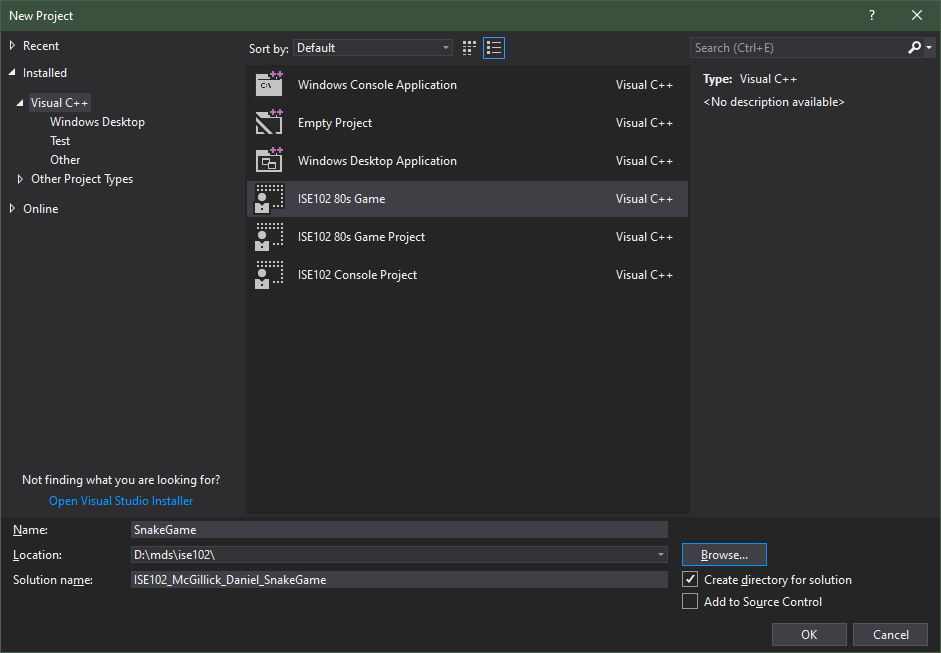 New Project
?
Recent
Installed
Visual C++
Windows Desktop
Test
Other
Other Project Types
Online
Not finding what you are looking for?
Open Visual Studio Installer
Sort by: Default
Windows Console Application Visual C++
Empty Project Visual C++
Windows Desktop Application Visual C++
ISE102 80s Game Visual C++
ISE102 80s Game Project Visual C++
ISE102 Console Project Visual C++
Search (Ctrl+E)
Type: Visual C++
<No description available>
Name: SnakeGame
Location: D:\mds\ise102\
Browse...
Solution name: ISE102_McGillick_Daniel_SnakeGame
Create directory for solution
Add to Source Control
OK Cancel